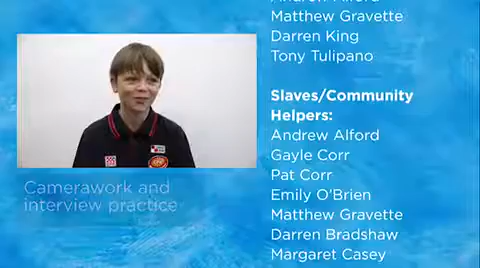 Matthew Gravette
Darren King
Tony Tulipano
Slaves/Community
Helpers:
Andrew Alford
Gayle Corr
Pat Corr
Emily O'Brien
Matthew Gravette
Darren Bradshaw
Margaret Casey
Camerawork and
interview practice